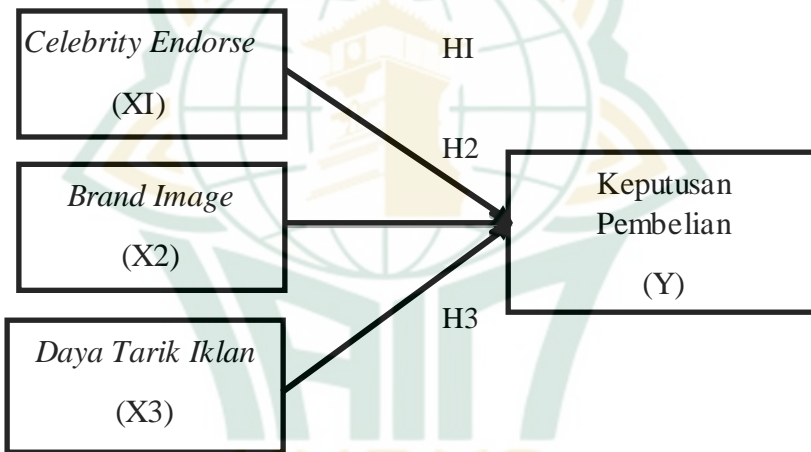 Celebrity Endorse
(XI)
HI
H2
Brand Image
(X2)
Keputusan
Pembelian
(Y)
H3
Daya Tarik Iklan
(X3)